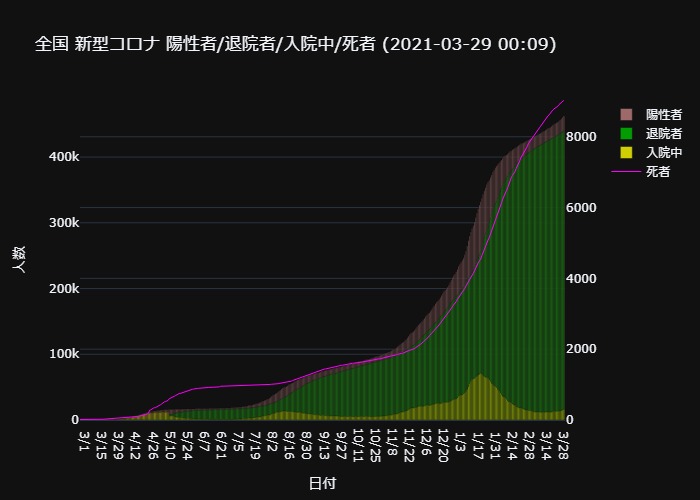 全国 新型コロナ 陽性者/退院者/入院中/死者 (2021-03-29 00:09)
陽性者
退院者
入院中
死者
人数
400k
300k
200k
100k
0
8000
6000
4000
2000
0
3/1 3/15 3/29 4/12 4/26 5/10 5/24 6/7 6/21 7/5 7/19 8/2 8/16 8/30 9/13 9/27 10/11 10/25 11/8 11/22 12/6 12/20 1/3 1/17 1/31 2/14 2/28 3/14 3/28
日付